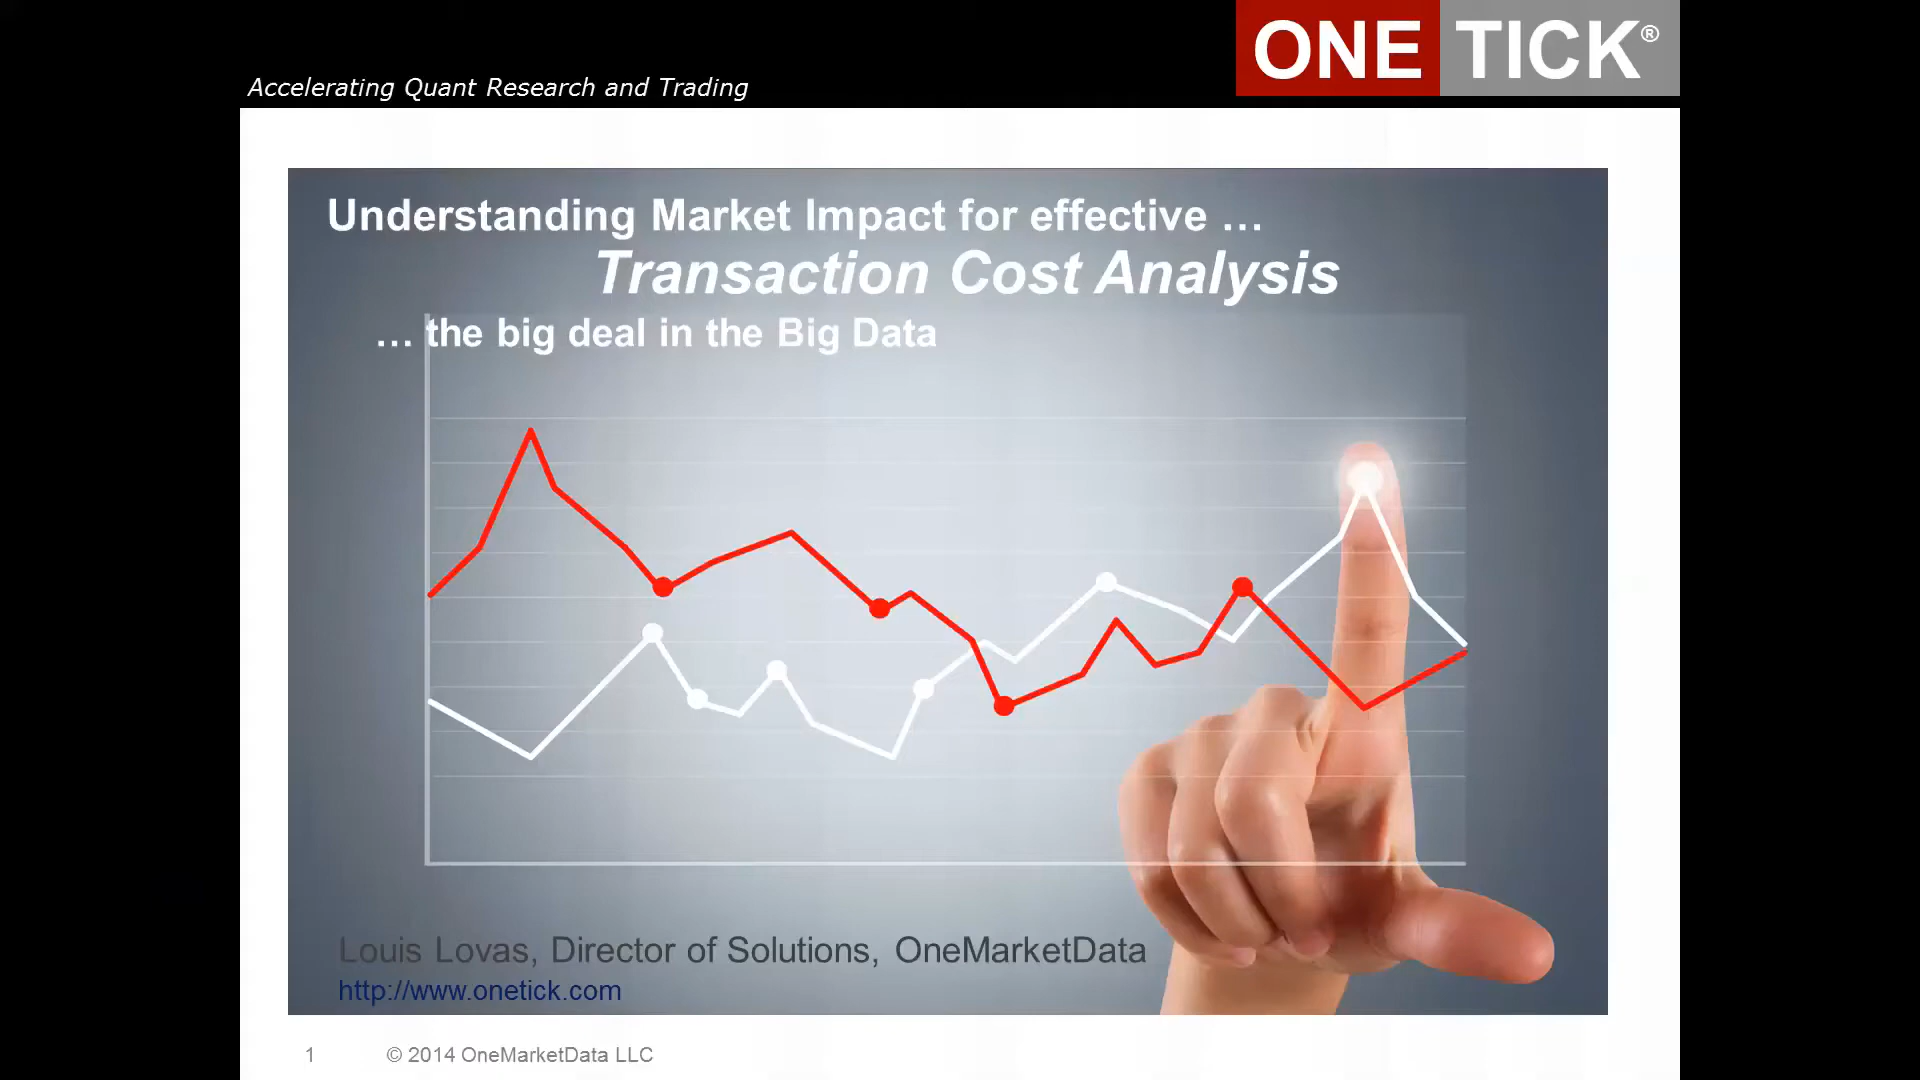 ONE TICK®
Accelerating Quant Research and Trading
Understanding Market Impact for effective …
Transaction Cost Analysis
… the big deal in the Big Data
Louis Lovas, Director of Solutions, OneMarketData
http://www.onetick.com
1 © 2014 OneMarketData LLC